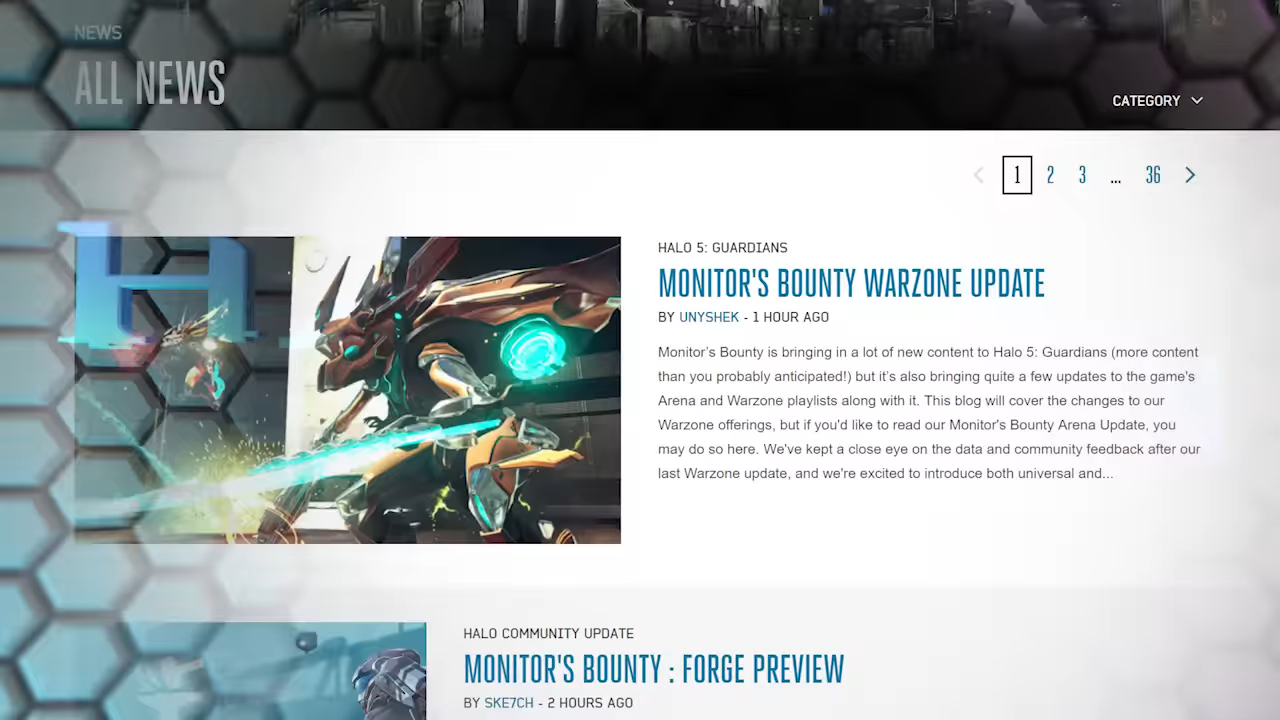 NEWS
ALL NEWS
CATEGORY
1 2 3 ... 36
H
HALO 5: GUARDIANS
MONITOR'S BOUNTY WARZONE UPDATE
BY UNYSHEK - 1 HOUR AGO
Monitor’s Bounty is bringing in a lot of new content to Halo 5: Guardians (more content
than you probably anticipated!) but it’s also bringing quite a few updates to the game's
Arena and Warzone playlists along with it. This blog will cover the changes to our
Warzone offerings, but if you'd like to read our Monitor's Bounty Arena Update, you
may do so here. We've kept a close eye on the data and community feedback after our
last Warzone update, and we're excited to introduce both universal and...
HALO COMMUNITY UPDATE
MONITOR'S BOUNTY : FORGE PREVIEW
BY SKE7CH - 2 HOURS AGO